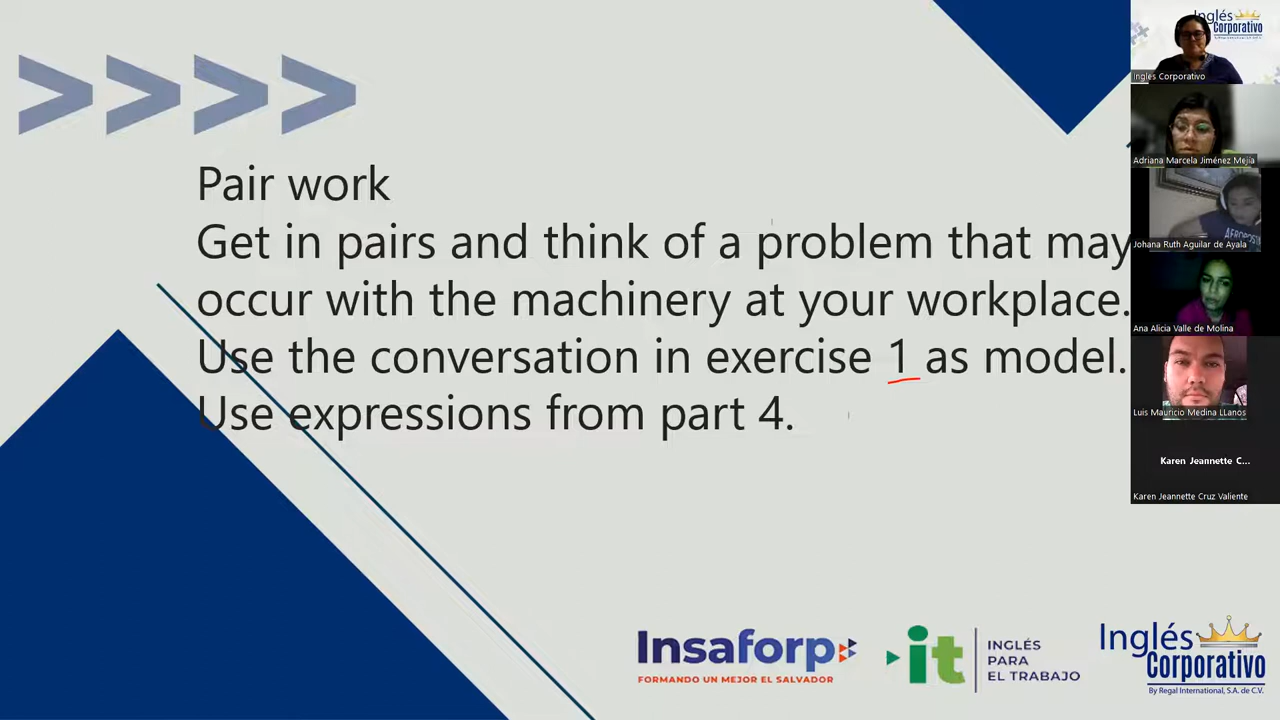 Pair work
Get in pairs and think of a problem that may
occur with the machinery at your workplace.
Use the conversation in exercise 1 as model.
Use expressions from part 4.
Inglés
Corporativo
Inglés Corporativo
Adriana Marcela Jiménez Mejía
Johana Ruth Aguilar de Ayala
Ana Alicia Valle de Molina
Luis Mauricio Medina LLanos
Karen Jeannette C...
Karen Jeannette Cruz Valiente
Insaforp
FORMANDO UN MEJOR EL SALVADOR
it
INGLÉS
PARA
EL TRABAJO
Inglés
Corporativo
By Regal International, S.A. de C.V.